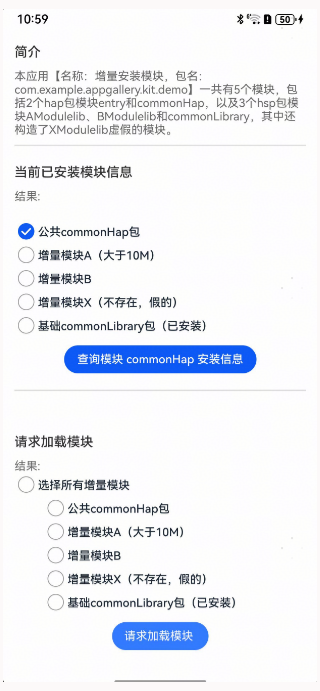 10:59
50
简介
本应用【名称：增量安装模块，包名：
com.example.appgallery.kit.demo】一共有5个模块，包
括2个hap包模块entry和commonHap，以及3个hsp包模
块AModulelib、BModulelib和commonLibrary，其中还
构造了XModulelib虚假的模块。
当前已安装模块信息
结果:
公共commonHap包
增量模块A（大于10M）
增量模块B
增量模块X（不存在，假的）
基础commonLibrary包（已安装）
查询模块 commonHap 安装信息
请求加载模块
结果:
选择所有增量模块
公共commonHap包
增量模块A（大于10M）
增量模块B
增量模块X（不存在，假的）
基础commonLibrary包（已安装）
请求加载模块